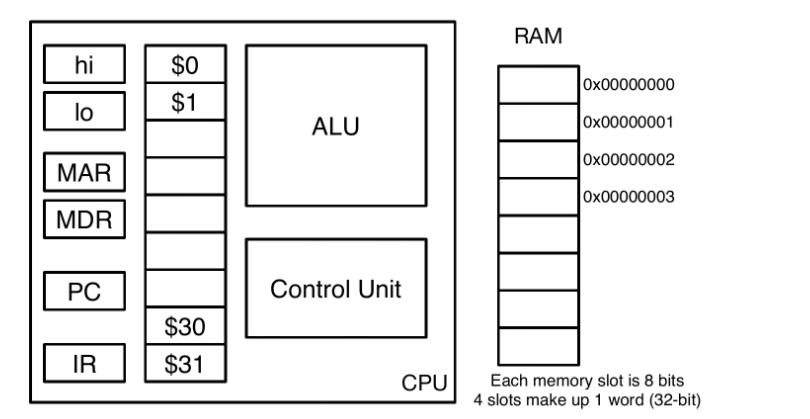 hi
lo
MAR
MDR
PC
IR
$0
$1
$30
$31
ALU
Control Unit
CPU
RAM
0x00000000
0x00000001
0x00000002
0x00000003
Each memory slot is 8 bits
4 slots make up 1 word (32-bit)